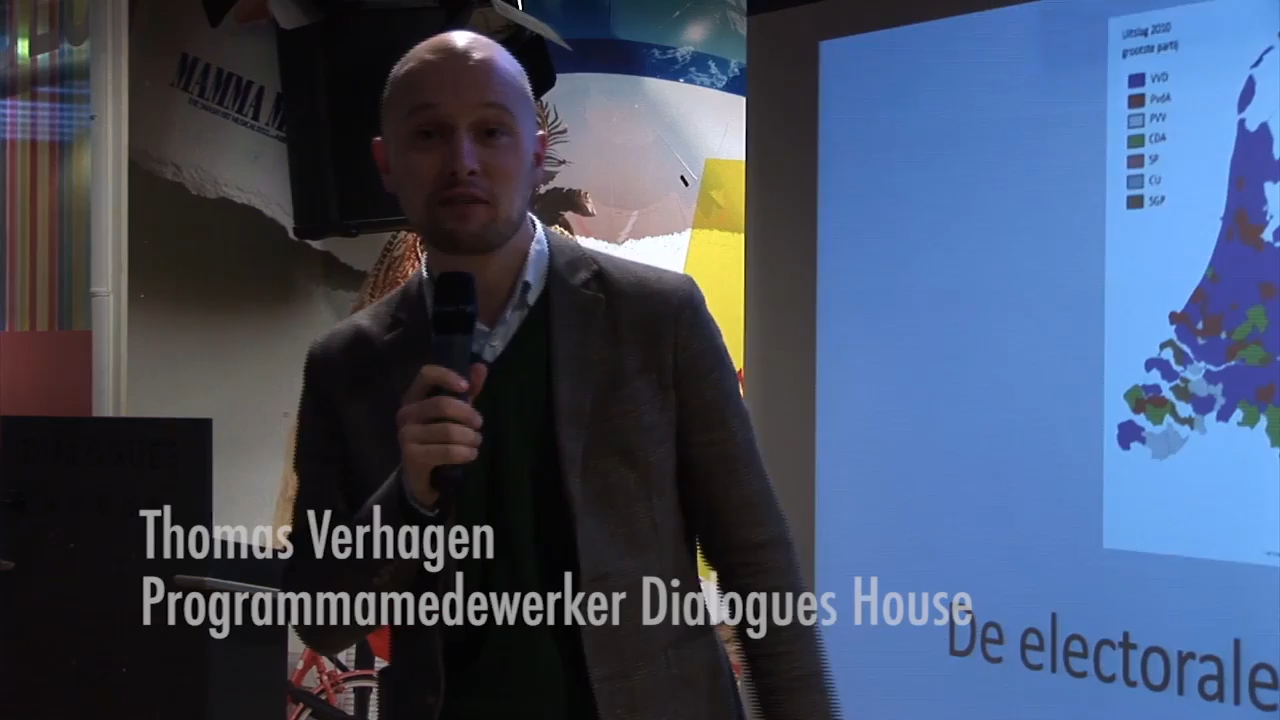 MAMMA M
Uitslag 2010
grootste partij
VVD
PvdA
PVV
CDA
SP
CU
SGP
Thomas Verhagen
Programmamedewerker Dialogues House
De electorale